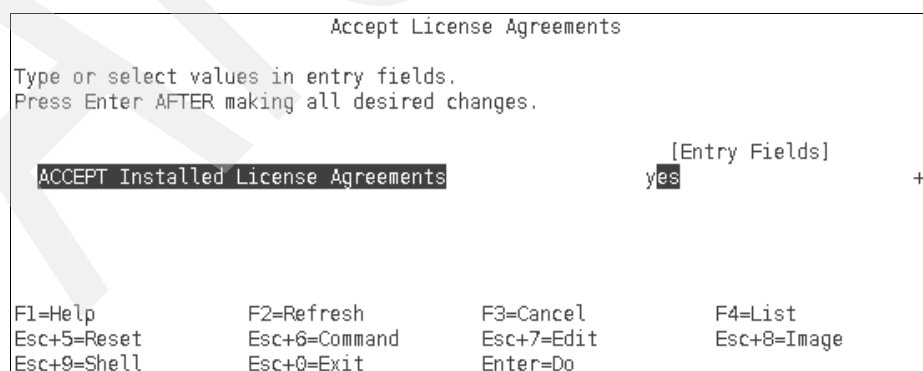 Accept License Agreements
Type or select values in entry fields.
Press Enter AFTER making all desired changes.
[Entry Fields]
ACCEPT Installed License Agreements yes +
F1=Help F2=Refresh F3=Cancel F4=List
Esc+5=Reset Esc+6=Command Esc+7=Edit Esc+8=Image
Esc+9=Shell Esc+0=Exit Enter=Do